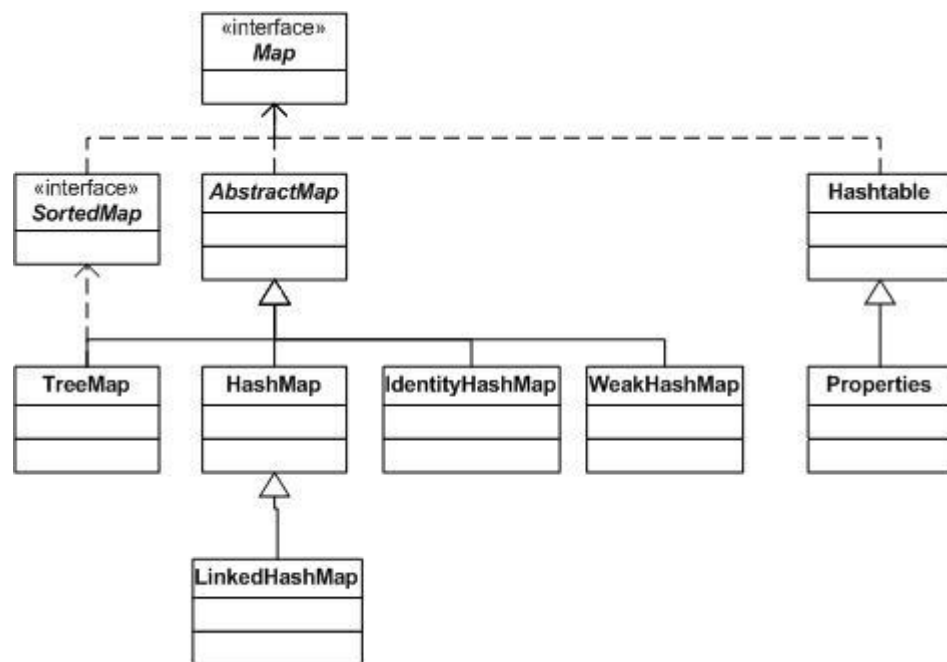 «interface»
Map
«interface»
SortedMap
AbstractMap
Hashtable
TreeMap
HashMap
IdentityHashMap
WeakHashMap
Properties
LinkedHashMap